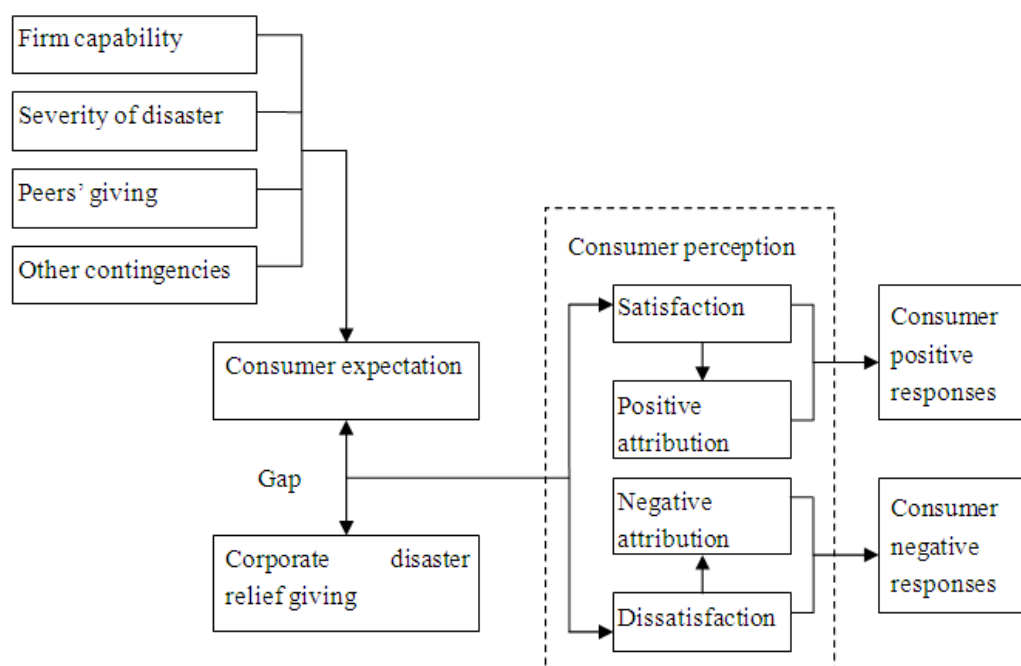 Firm capability
Severity of disaster
Peers’ giving
Other contingencies
Consumer expectation
Gap
Corporate disaster
relief giving
Consumer perception
Satisfaction
Positive
attribution
Negative
attribution
Dissatisfaction
Consumer
positive
responses
Consumer
negative
responses